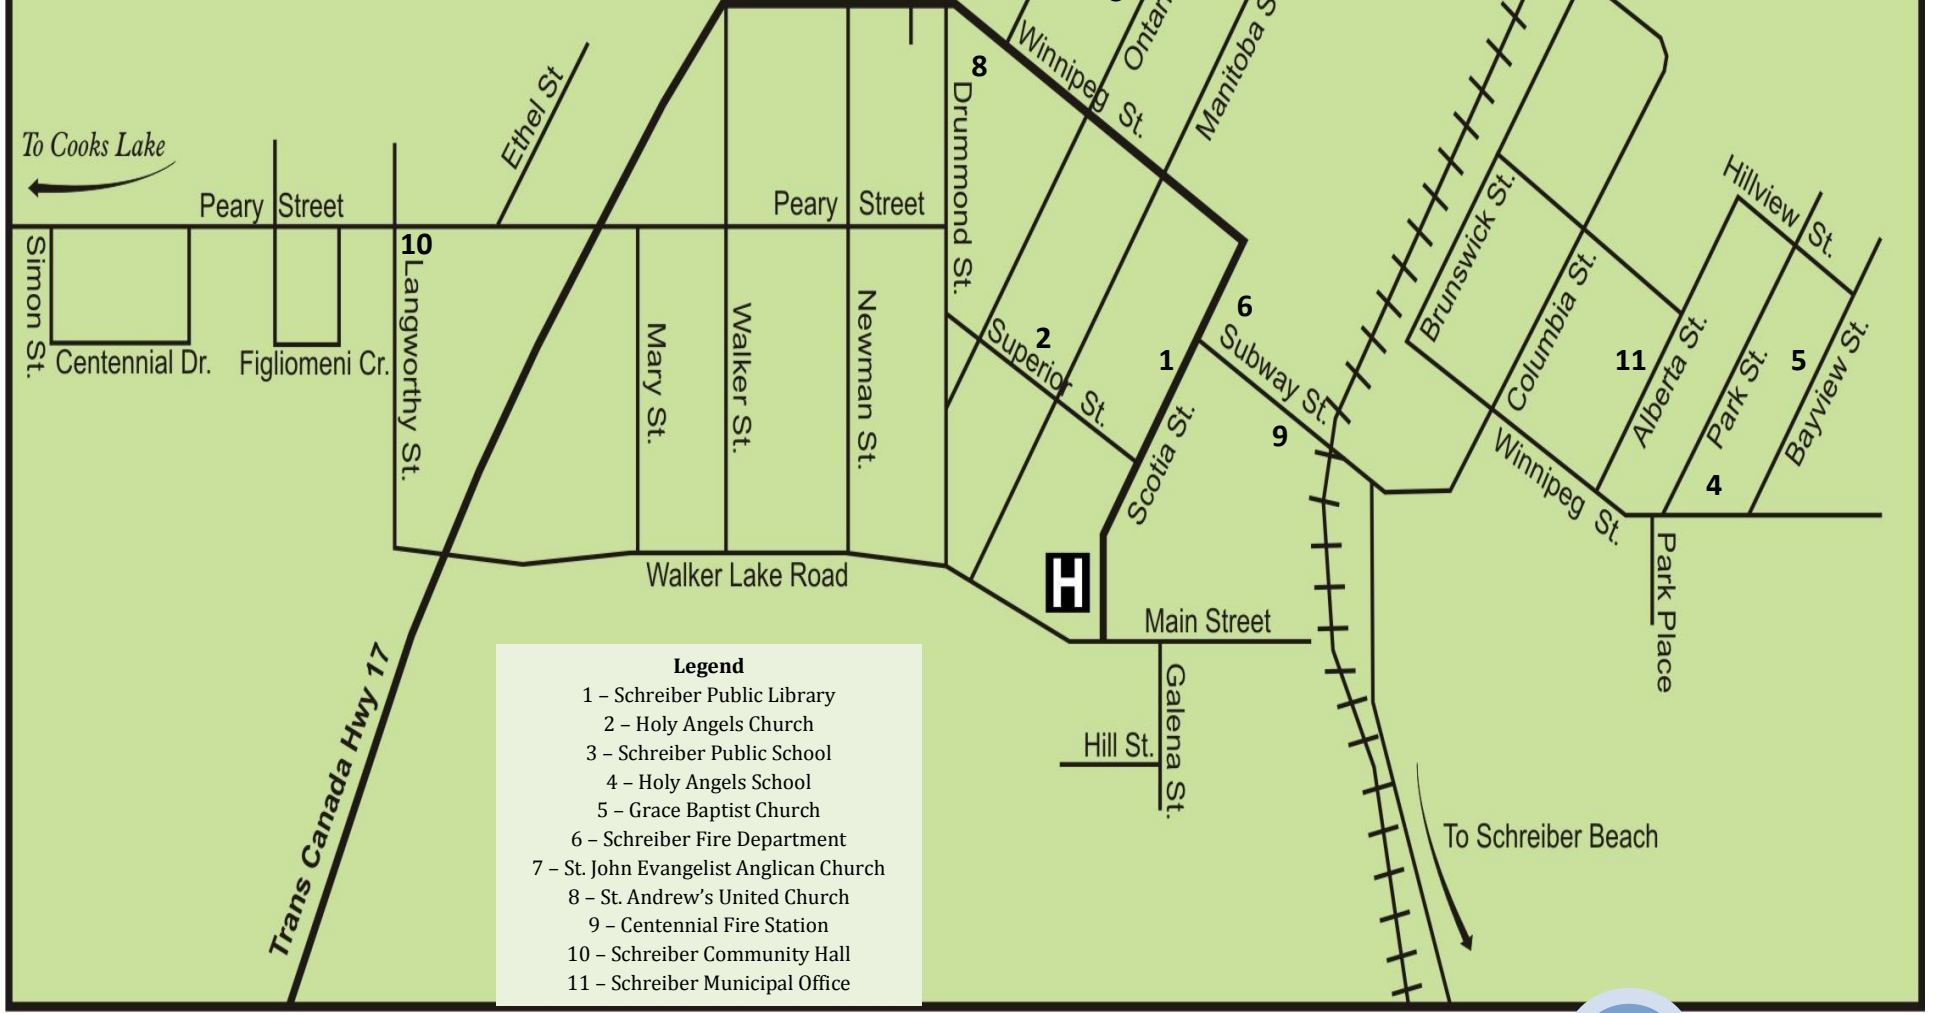 Winnipeg St.
Manitoba S
8
Drummond St.
Ethel St
To Cooks Lake
Peary Street
Peary Street
Hillview St.
Simon St.
10
Langworthy St.
Centennial Dr.
Figliomeni Cr.
Mary St.
Walker St.
Newman St.
2
Superior St.
1
6
Subway St.
9
Scotia St.
Brunswick St.
Columbia St.
11
Alberta St.
Park St.
5
Bayview St.
4
Winnipeg St.
Park Place
Walker Lake Road
H
Main Street
Galena St.
Hill St.
Trans Canada Hwy 17
To Schreiber Beach
Legend
1 – Schreiber Public Library
2 – Holy Angels Church
3 – Schreiber Public School
4 – Holy Angels School
5 – Grace Baptist Church
6 – Schreiber Fire Department
7 – St. John Evangelist Anglican Church
8 – St. Andrew’s United Church
9 – Centennial Fire Station
10 – Schreiber Community Hall
11 – Schreiber Municipal Office